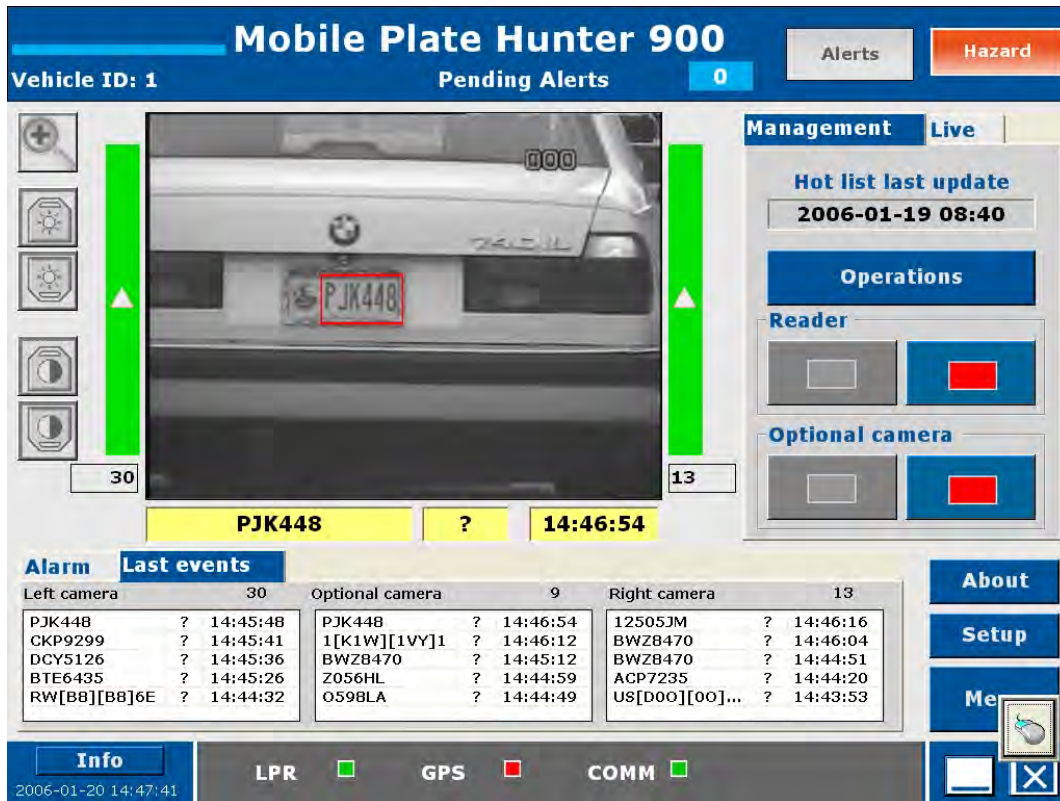 Mobile Plate Hunter 900
Alerts
Hazard
Vehicle ID: 1
Pending Alerts
0
Management
Live
Hot list last update
2006-01-19 08:40
Operations
Reader
Optional camera
740iL
PJK448
30
13
PJK448 ? 14:46:54
Alarm
Last events
Left camera 30
PJK448 ? 14:45:48
CKP9299 ? 14:45:41
DCY5126 ? 14:45:36
BTE6435 ? 14:45:26
RW[B8][B8]6E ? 14:44:32
Optional camera 9
PJK448 ? 14:46:54
1[K1W][1VY]1 ? 14:46:12
BWZ8470 ? 14:45:12
Z056HL ? 14:44:59
O598LA ? 14:44:49
Right camera 13
12505JM ? 14:46:16
BWZ8470 ? 14:46:04
BWZ8470 ? 14:44:51
ACP7235 ? 14:44:20
US[D0O][0O]... ? 14:43:53
About
Setup
Me
Info
2006-01-20 14:47:41
LPR
GPS
COMM